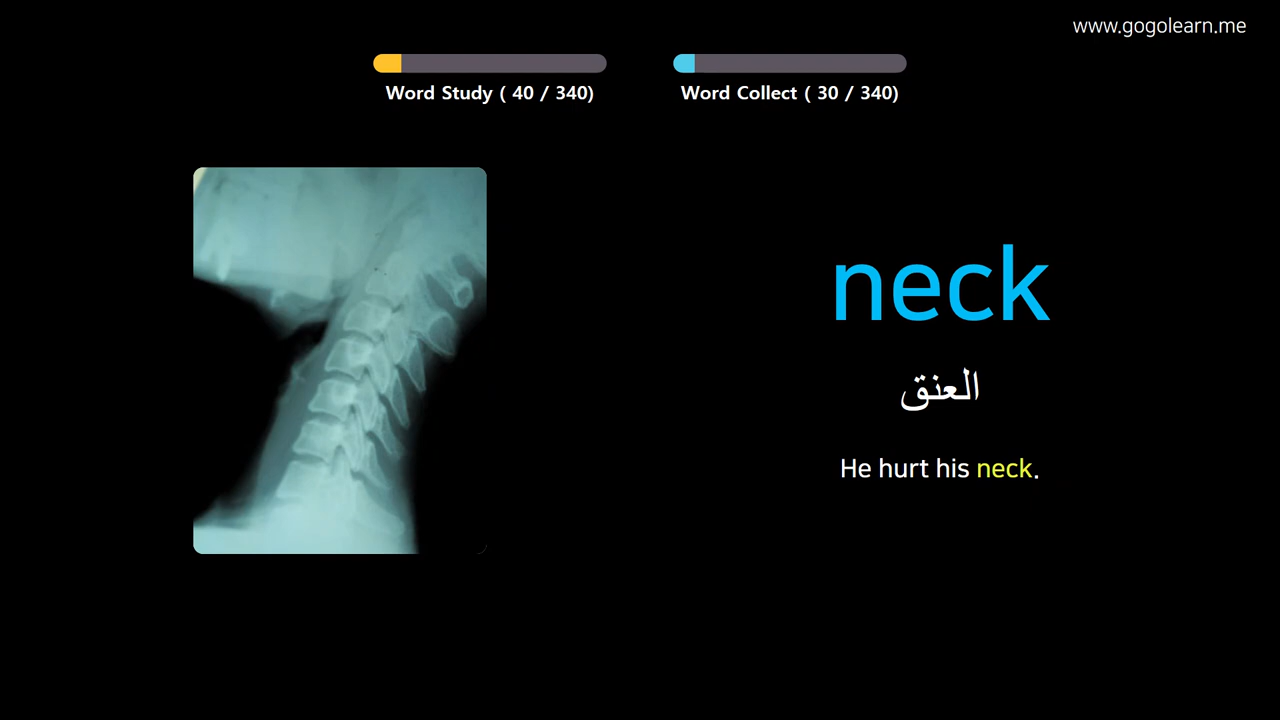 www.gogolearn.me
Word Study ( 40 / 340)
Word Collect ( 30 / 340)
neck
العنق
He hurt his neck.